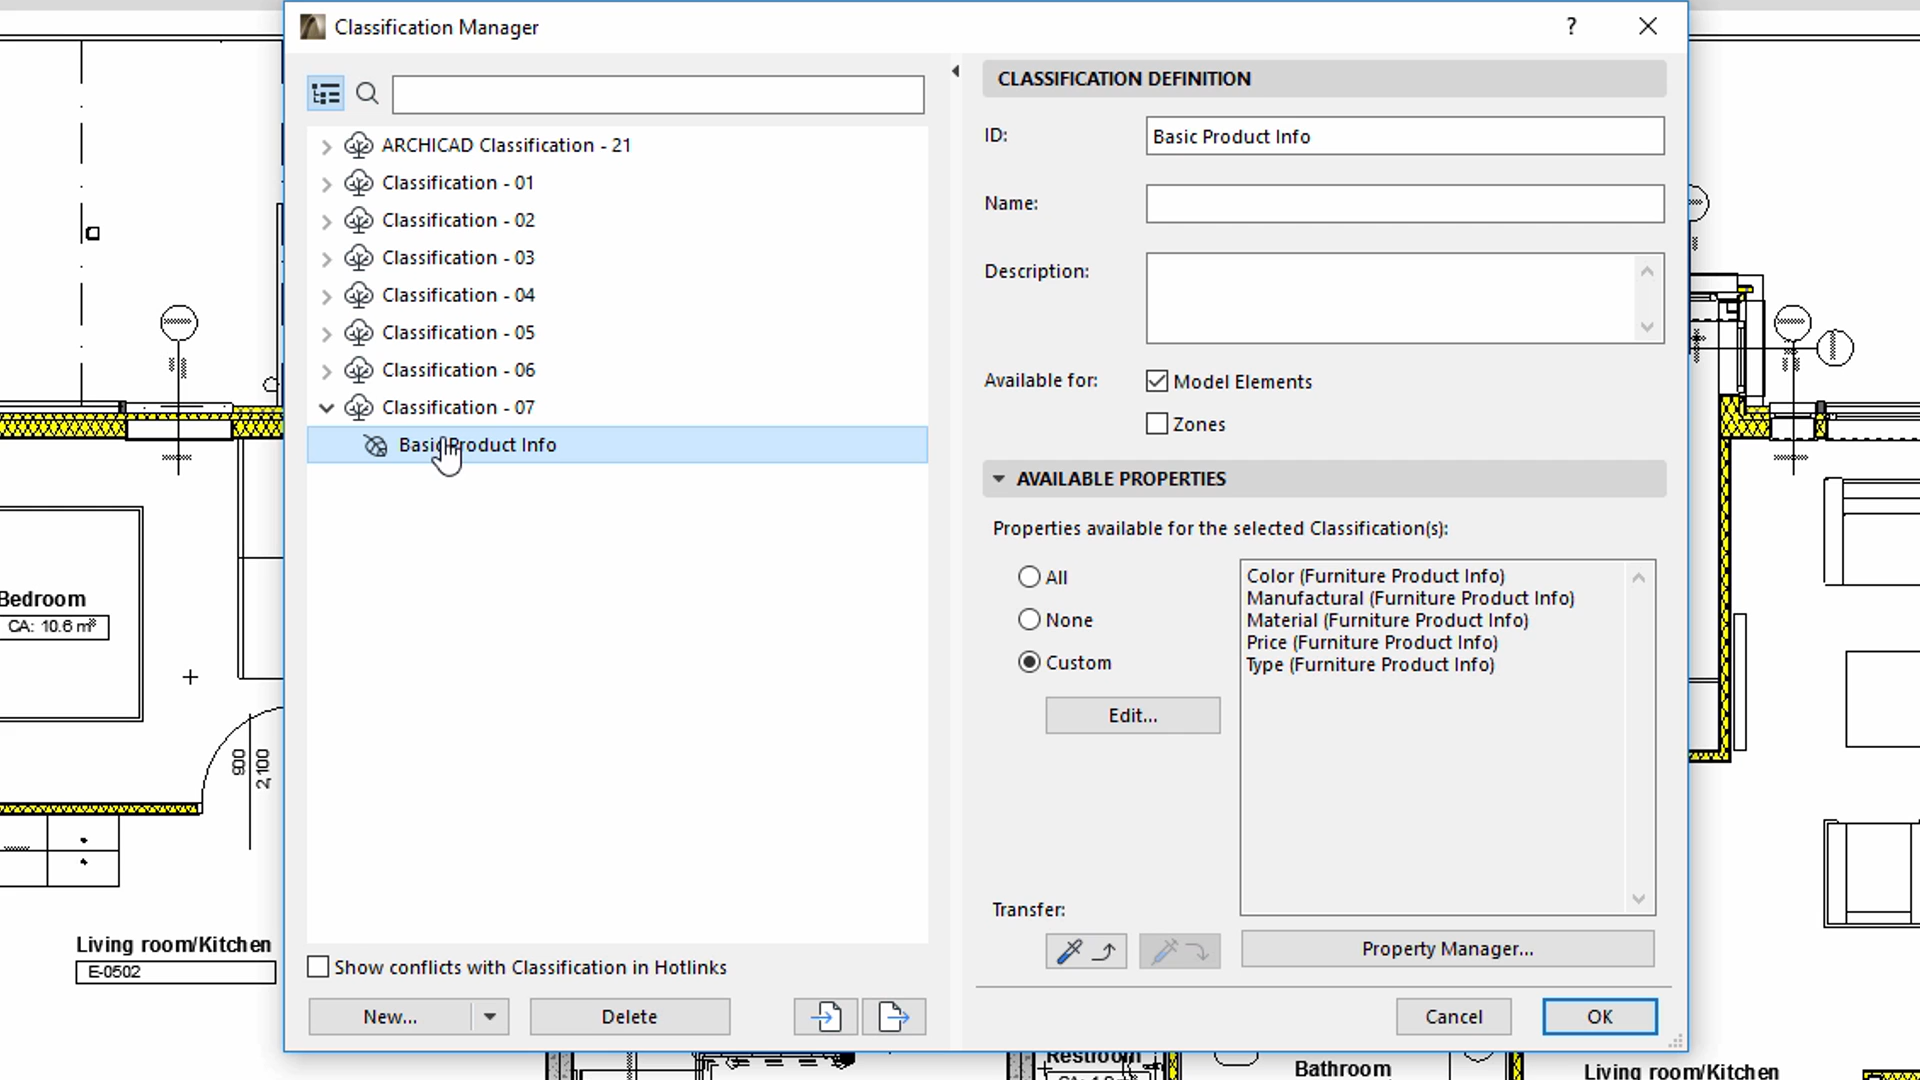 Classification Manager
?
CLASSIFICATION DEFINITION
ARCHICAD Classification - 21
Classification - 01
Classification - 02
Classification - 03
Classification - 04
Classification - 05
Classification - 06
Classification - 07
Basic Product Info
ID:
Basic Product Info
Name:
Description:
Available for:
Model Elements
Zones
AVAILABLE PROPERTIES
Properties available for the selected Classification(s):
All
None
Custom
Edit...
Color (Furniture Product Info)
Manufactural (Furniture Product Info)
Material (Furniture Product Info)
Price (Furniture Product Info)
Type (Furniture Product Info)
Transfer:
Property Manager...
Show conflicts with Classification in Hotlinks
New...
Delete
Cancel
OK
Bedroom
CA: 10.6 m²
900
2,100
Living room/Kitchen
E-0502
Restroom
Bathroom
Living room/Kitchen